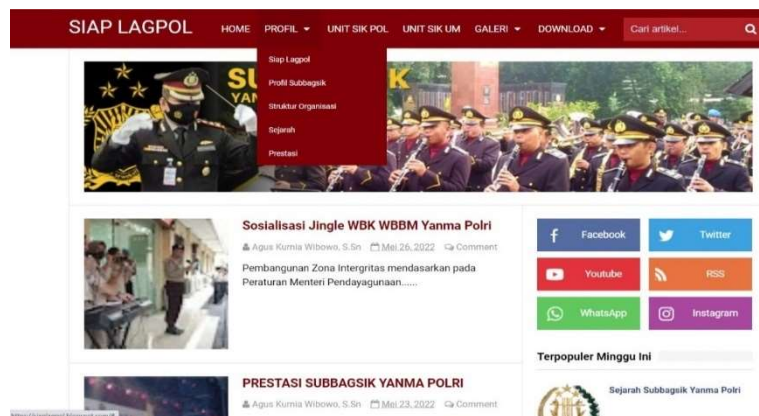 SIAP LAGPOL
HOME PROFIL UNIT SIK POL UNIT SIK UM GALERI DOWNLOAD Cari artikel...
Siap Lagpol
Profil Subbagsik
Struktur Organisasi
Sejarah
Prestasi
Sosialisasi Jingle WBK WBBM Yanma Polri
Agus Kurnia Wibowo, S.Sn Mei 26, 2022 Comment
Pembangunan Zona Intergritas mendasarkan pada
Peraturan Menteri Pendayagunaan......
Facebook Twitter
Youtube RSS
WhatsApp Instagram
Terpopuler Minggu Ini
Sejarah Subbagsik Yanma Polri
PRESTASI SUBBAGSIK YANMA POLRI
Agus Kurnia Wibowo, S.Sn Mei 23, 2022 Comment